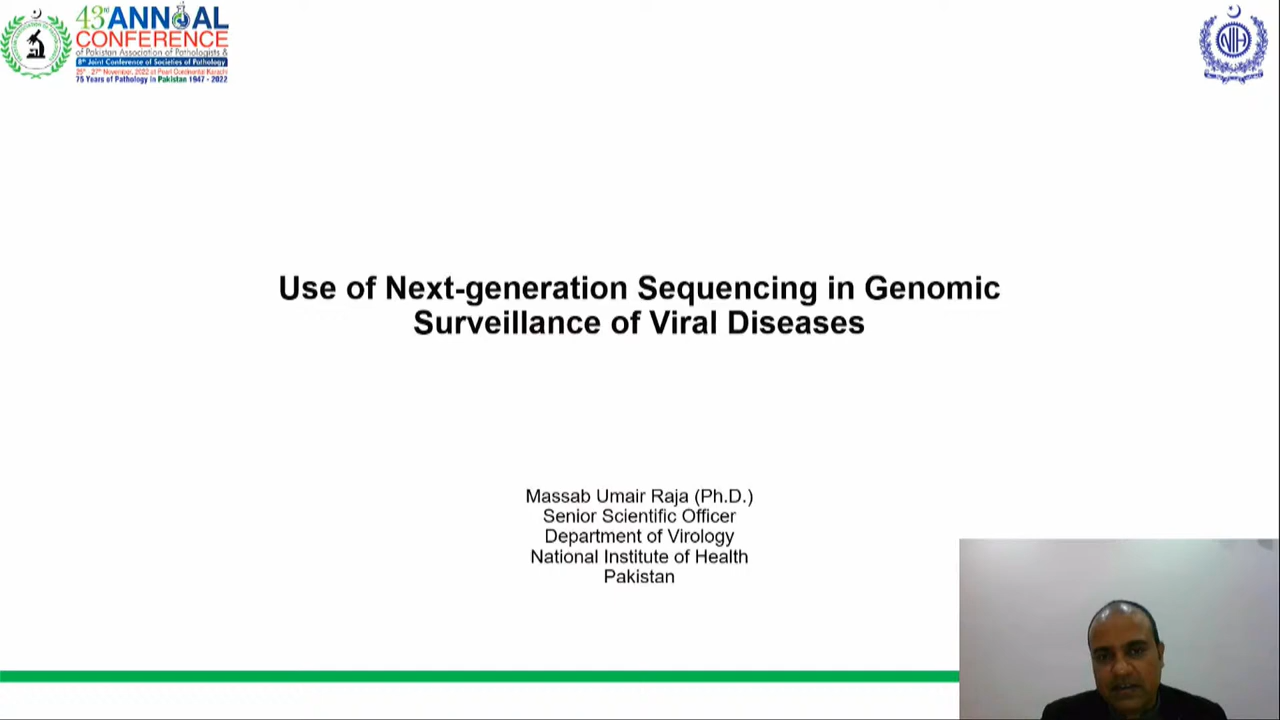 43RD ANNUAL
CONFERENCE
of Pakistan Association of Pathologists &
8th Joint Conference of Societies of Pathology
25th - 27th November, 2022 at Pearl Continental Karachi
75 Years of Pathology in Pakistan 1947 - 2022
NIH
Use of Next-generation Sequencing in Genomic
Surveillance of Viral Diseases
Massab Umair Raja (Ph.D.)
Senior Scientific Officer
Department of Virology
National Institute of Health
Pakistan